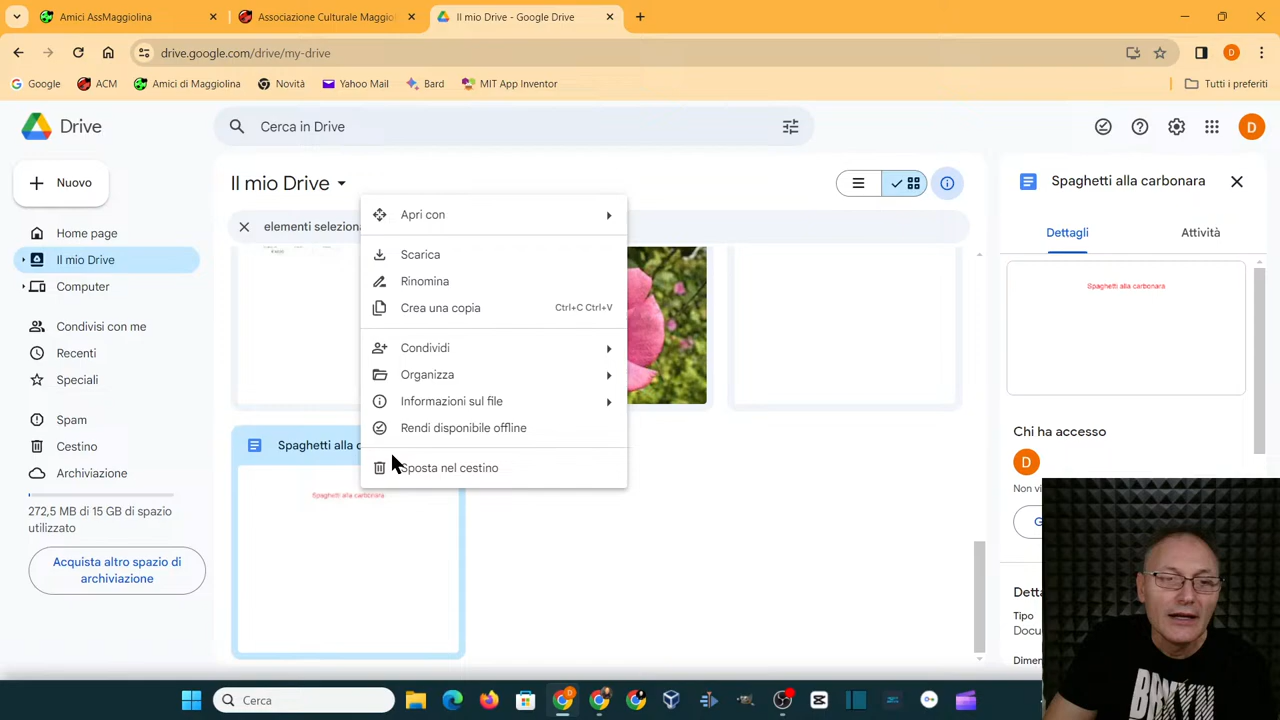 Amici AssMaggiolina
Associazione Culturale Maggio
Il mio Drive - Google Drive
drive.google.com/drive/my-drive
Google
ACM
Amici di Maggiolina
Novità
Yahoo Mail
Bard
MIT App Inventor
Tutti i preferiti
Drive
Cerca in Drive
D
Nuovo
Home page
Il mio Drive
Computer
Condivisi con me
Recenti
Speciali
Spam
Cestino
Archiviazione
272,5 MB di 15 GB di spazio
utilizzato
Acquista altro spazio di
archiviazione
Il mio Drive
elementi selezion
Apri con
Scarica
Rinomina
Crea una copia Ctrl+C Ctrl+V
Condividi
Organizza
Informazioni sul file
Rendi disponibile offline
Sposta nel cestino
Spaghetti alla c
Spaghetti alla carbonara
Spaghetti alla carbonara
Dettagli
Attività
Spaghetti alla carbonara
Chi ha accesso
D
Non vi
G
Detta
Tipo
Docu
Dimen
Cerca